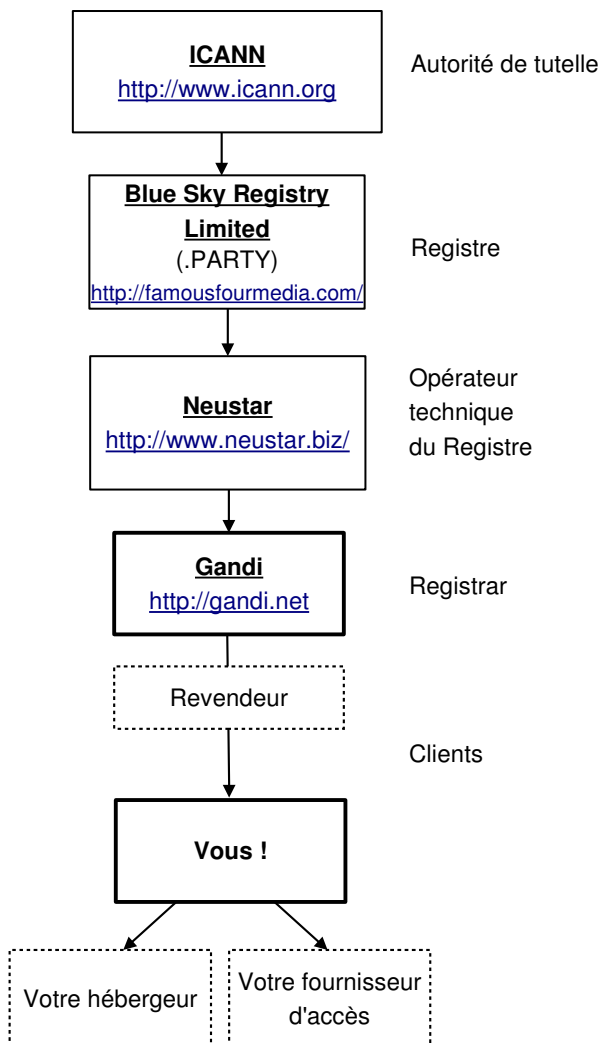 ICANN
http://www.icann.org
Autorité de tutelle
Blue Sky Registry
Limited
(.PARTY)
http://famousfourmedia.com/
Registre
Neustar
http://www.neustar.biz/
Opérateur
technique
du Registre
Gandi
http://gandi.net
Registrar
Revendeur
Clients
Vous !
Votre hébergeur
Votre fournisseur
d'accès